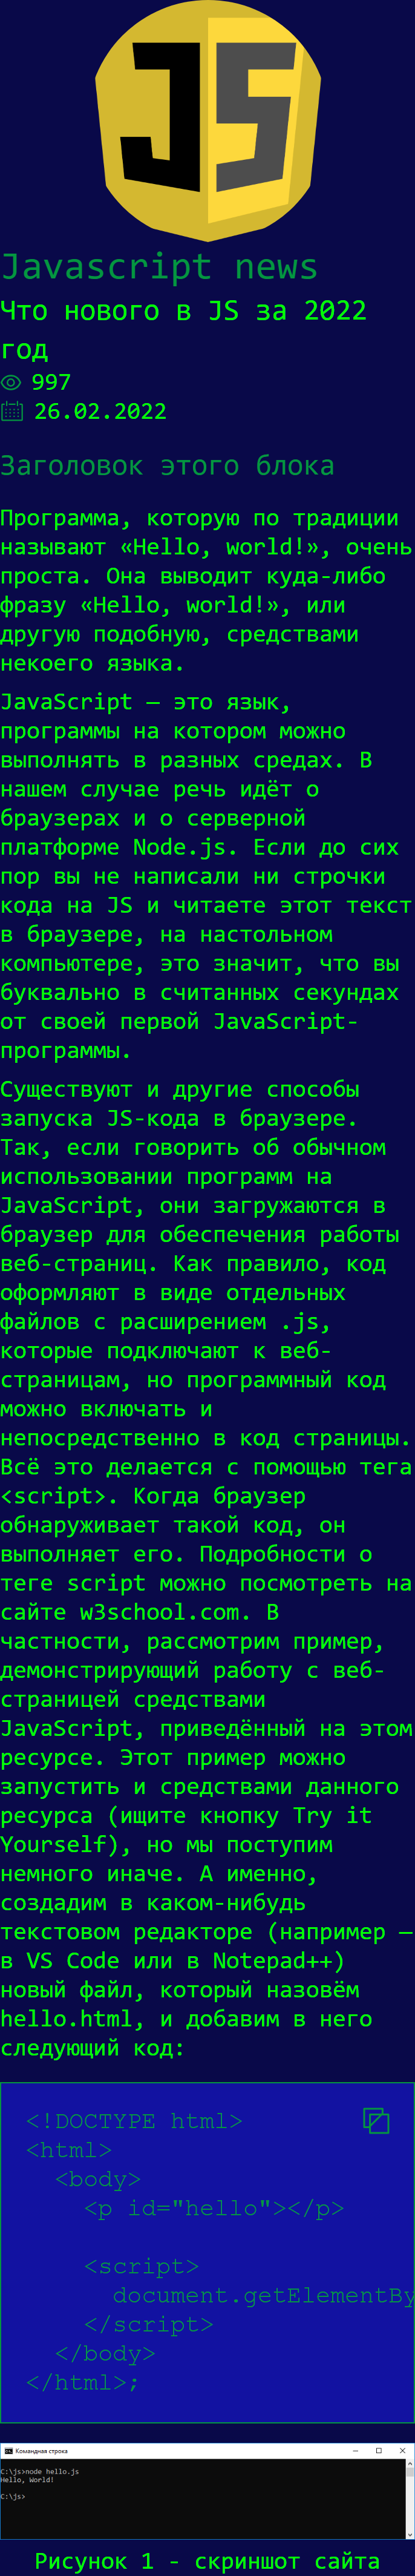 JS
Javascript news
Что нового в JS за 2022
год
997
26.02.2022
Заголовок этого блока
Программа, которую по традиции
называют «Hello, world!», очень
проста. Она выводит куда-либо
фразу «Hello, world!», или
другую подобную, средствами
некоего языка.
JavaScript — это язык,
программы на котором можно
выполнять в разных средах. В
нашем случае речь идёт о
браузерах и о серверной
платформе Node.js. Если до сих
пор вы не написали ни строчки
кода на JS и читаете этот текст
в браузере, на настольном
компьютере, это значит, что вы
буквально в считанных секундах
от своей первой JavaScript-
программы.
Существуют и другие способы
запуска JS-кода в браузере.
Так, если говорить об обычном
использовании программ на
JavaScript, они загружаются в
браузер для обеспечения работы
веб-страниц. Как правило, код
оформляют в виде отдельных
файлов с расширением .js,
которые подключают к веб-
страницам, но программный код
можно включать и
непосредственно в код страницы.
Всё это делается с помощью тега
<script>. Когда браузер
обнаруживает такой код, он
выполняет его. Подробности о
теге script можно посмотреть на
сайте w3school.com. В
частности, рассмотрим пример,
демонстрирующий работу с веб-
страницей средствами
JavaScript, приведённый на этом
ресурсе. Этот пример можно
запустить и средствами данного
ресурса (ищите кнопку Try it
Yourself), но мы поступим
немного иначе. А именно,
создадим в каком-нибудь
текстовом редакторе (например —
в VS Code или в Notepad++)
новый файл, который назовём
hello.html, и добавим в него
следующий код:
<!DOCTYPE html>
<html>
<body>
<p id="hello"></p>
<script>
document.getElementBy
</script>
</body>
</html>;
Командная строка
C:\js>node hello.js
Hello, World!
C:\js>
Рисунок 1 - скриншот сайта